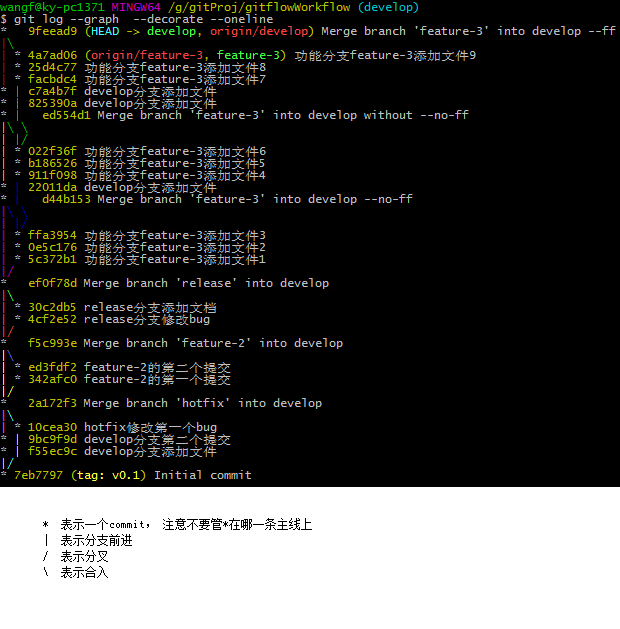 wangf@ky-pc1371 MINGW64 /g/gitProj/gitflowWorkflow (develop)
$ git log --graph  --decorate --oneline
*   9feead9 (HEAD -> develop, origin/develop) Merge branch 'feature-3' into develop --ff
|\
| * 4a7ad06 (origin/feature-3, feature-3) 功能分支feature-3添加文件9
| * 25d4c77 功能分支feature-3添加文件8
| * facbdc4 功能分支feature-3添加文件7
* | c7a4b7f develop分支添加文件
* | 825390a develop分支添加文件
* |   ed554d1 Merge branch 'feature-3' into develop without --no-ff
|\ \
| |/
| * 022f36f 功能分支feature-3添加文件6
| * b186526 功能分支feature-3添加文件5
| * 911f098 功能分支feature-3添加文件4
* | 22011da develop分支添加文件
* |   d44b153 Merge branch 'feature-3' into develop --no-ff
|\ \
| |/
| * ffa3954 功能分支feature-3添加文件3
| * 0e5c176 功能分支feature-3添加文件2
| * 5c372b1 功能分支feature-3添加文件1
|/
*   ef0f78d Merge branch 'release' into develop
|\
| * 30c2db5 release分支添加文档
| * 4cf2e52 release分支修改bug
|/
*   f5c993e Merge branch 'feature-2' into develop
|\
| * ed3fdf2 feature-2的第二个提交
| * 342afc0 feature-2的第一个提交
|/
*   2a172f3 Merge branch 'hotfix' into develop
|\
| * 10cea30 hotfix修改第一个bug
* | 9bc9f9d develop分支第二个提交
* | f55ec9c develop分支添加文件
|/
* 7eb7797 (tag: v0.1) Initial commit
* 表示一个commit， 注意不要管*在哪一条主线上
| 表示分支前进
/ 表示分叉
\ 表示合入